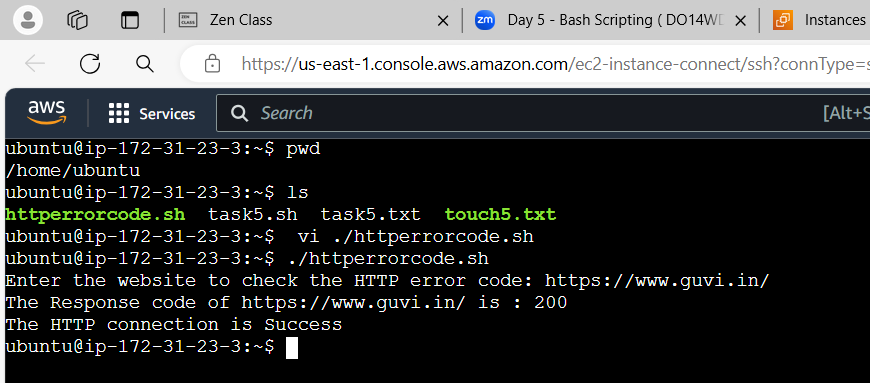 Zen Class
zm Day 5 - Bash Scripting ( DO14WD
Instances
https://us-east-1.console.aws.amazon.com/ec2-instance-connect/ssh?connType=s
aws Services Search [Alt+S
ubuntu@ip-172-31-23-3:~$ pwd
/home/ubuntu
ubuntu@ip-172-31-23-3:~$ ls
httperrorcode.sh  task5.sh  task5.txt  touch5.txt
ubuntu@ip-172-31-23-3:~$  vi ./httperrorcode.sh
ubuntu@ip-172-31-23-3:~$ ./httperrorcode.sh
Enter the website to check the HTTP error code: https://www.guvi.in/
The Response code of https://www.guvi.in/ is : 200
The HTTP connection is Success
ubuntu@ip-172-31-23-3:~$